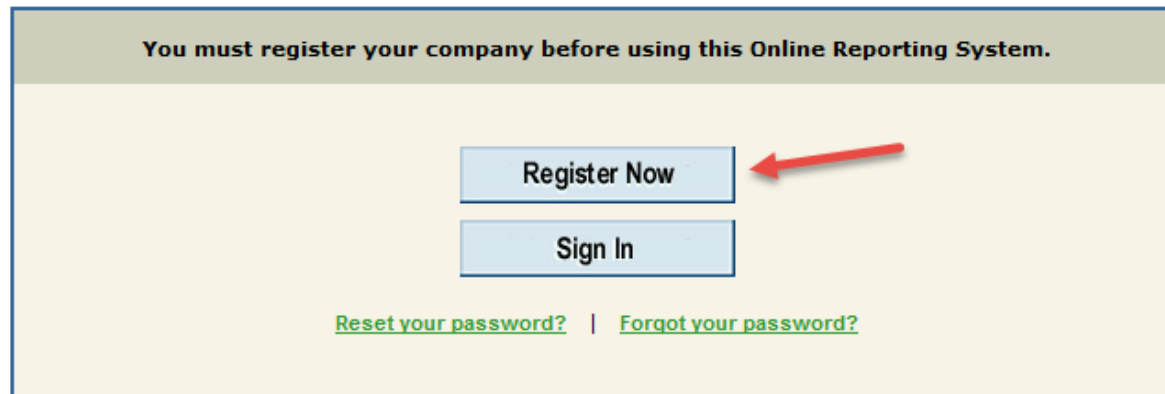 You must register your company before using this Online Reporting System.
Register Now
Sign In
Reset your password? | Forgot your password?